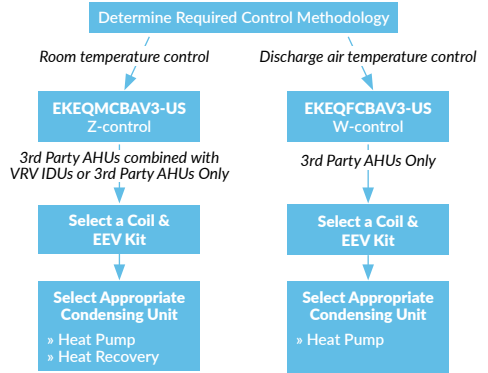 Determine Required Control Methodology
Room temperature control
Discharge air temperature control
EKEQMCBAV3-US
Z-control
EKEQFCBAV3-US
W-control
3rd Party AHUs combined with
VRV IDUs or 3rd Party AHUs Only
3rd Party AHUs Only
Select a Coil &
EEV Kit
Select a Coil &
EEV Kit
Select Appropriate
Condensing Unit
» Heat Pump
» Heat Recovery
Select Appropriate
Condensing Unit
» Heat Pump